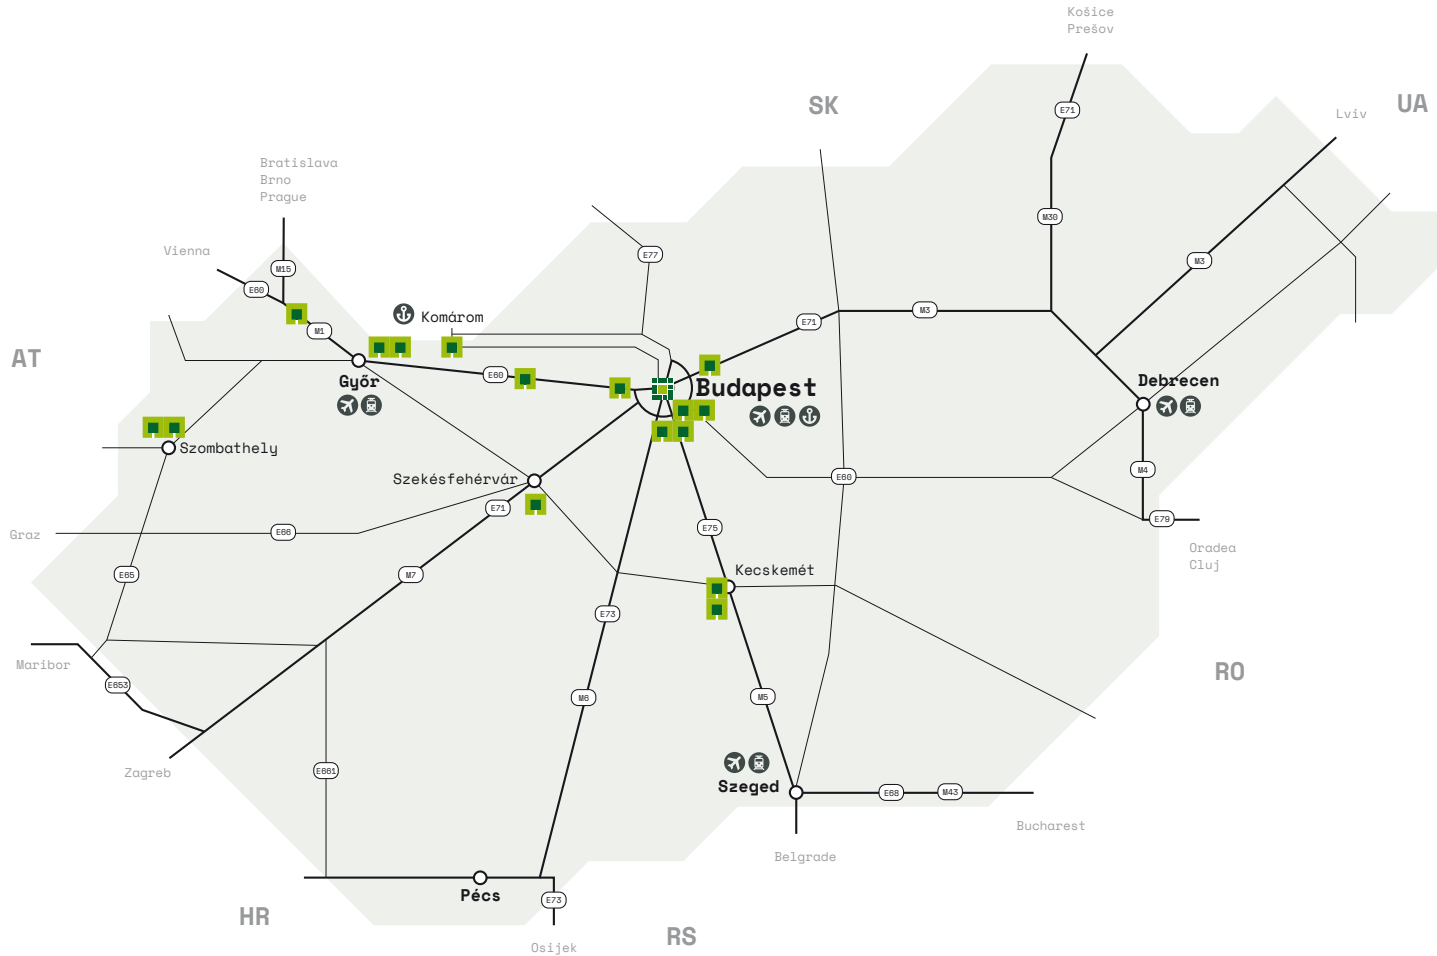 Košice
Prešov
SK
UA
E71
Lviv
Bratislava
Brno
Prague
M30
Vienna
E77
M3
M15
E60
Komárom
E71
M3
M1
AT
E60
Győr
Budapest
Debrecen
Szombathely
Szekésfehérvár
E60
M4
E71
E66
Graz
E75
E79
Oradea
Cluj
E65
M7
Kecskemét
E73
Maribor
RO
E653
M6
M5
Zagreb
E661
Szeged
E68
M43
Bucharest
Belgrade
Pécs
E73
HR
RS
Osijek